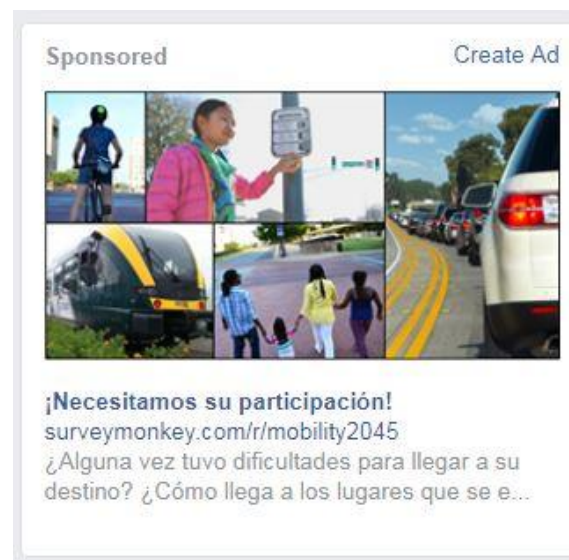 Sponsored
Create Ad
¡Necesitamos su participación!
surveymonkey.com/r/mobility2045
¿Alguna vez tuvo dificultades para llegar a su
destino? ¿Cómo llega a los lugares que se e...